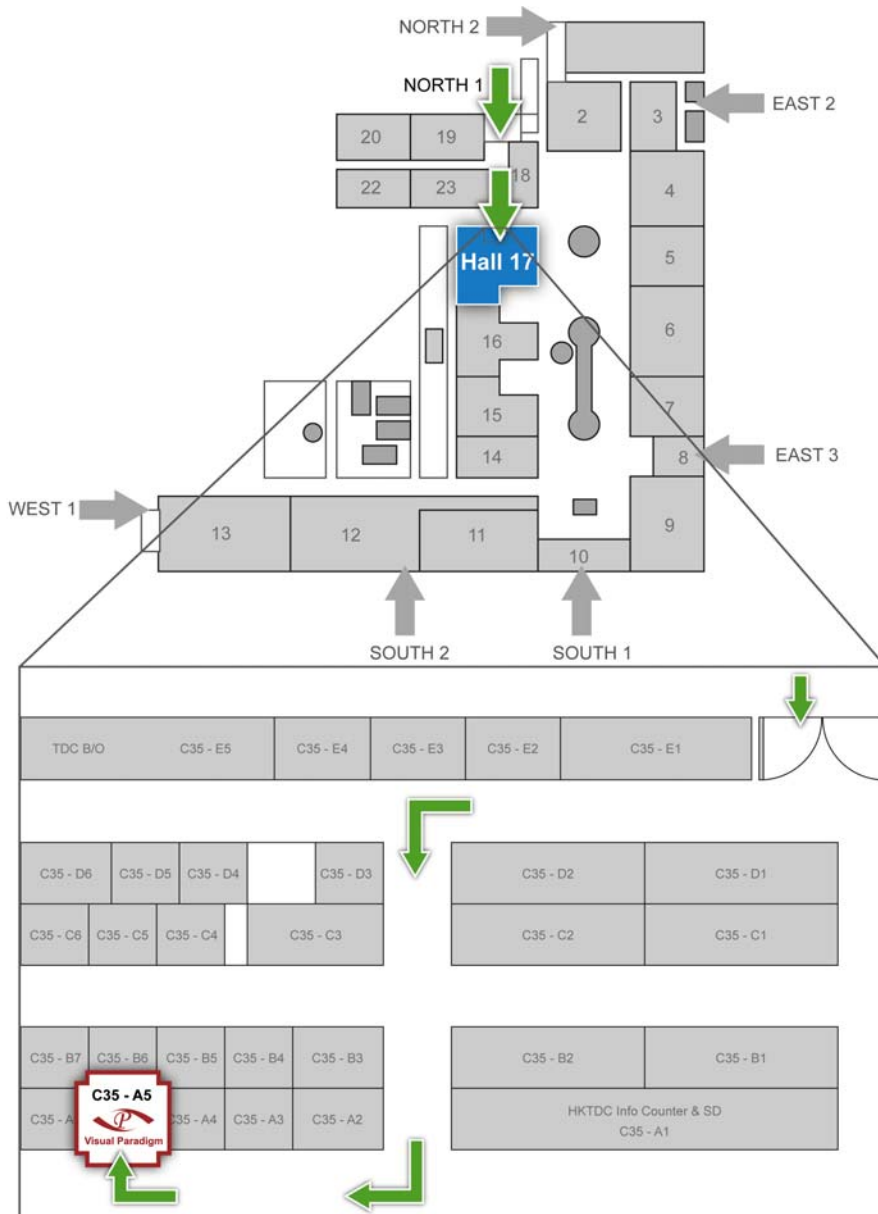 NORTH 2
NORTH 1
EAST 2
2
3
20
19
18
4
22
23
Hall 17
5
16
6
15
7
14
8
EAST 3
WEST 1
13
12
11
9
10
SOUTH 2
SOUTH 1
TDC B/O
C35 - E5
C35 - E4
C35 - E3
C35 - E2
C35 - E1
C35 - D6
C35 - D5
C35 - D4
C35 - D3
C35 - D2
C35 - D1
C35 - C6
C35 - C5
C35 - C4
C35 - C3
C35 - C2
C35 - C1
C35 - B7
C35 - B6
C35 - B5
C35 - B4
C35 - B3
C35 - B2
C35 - B1
C35 - A
C35 - A5
P
Visual Paradigm
C35 - A4
C35 - A3
C35 - A2
HKTDC Info Counter & SD
C35 - A1